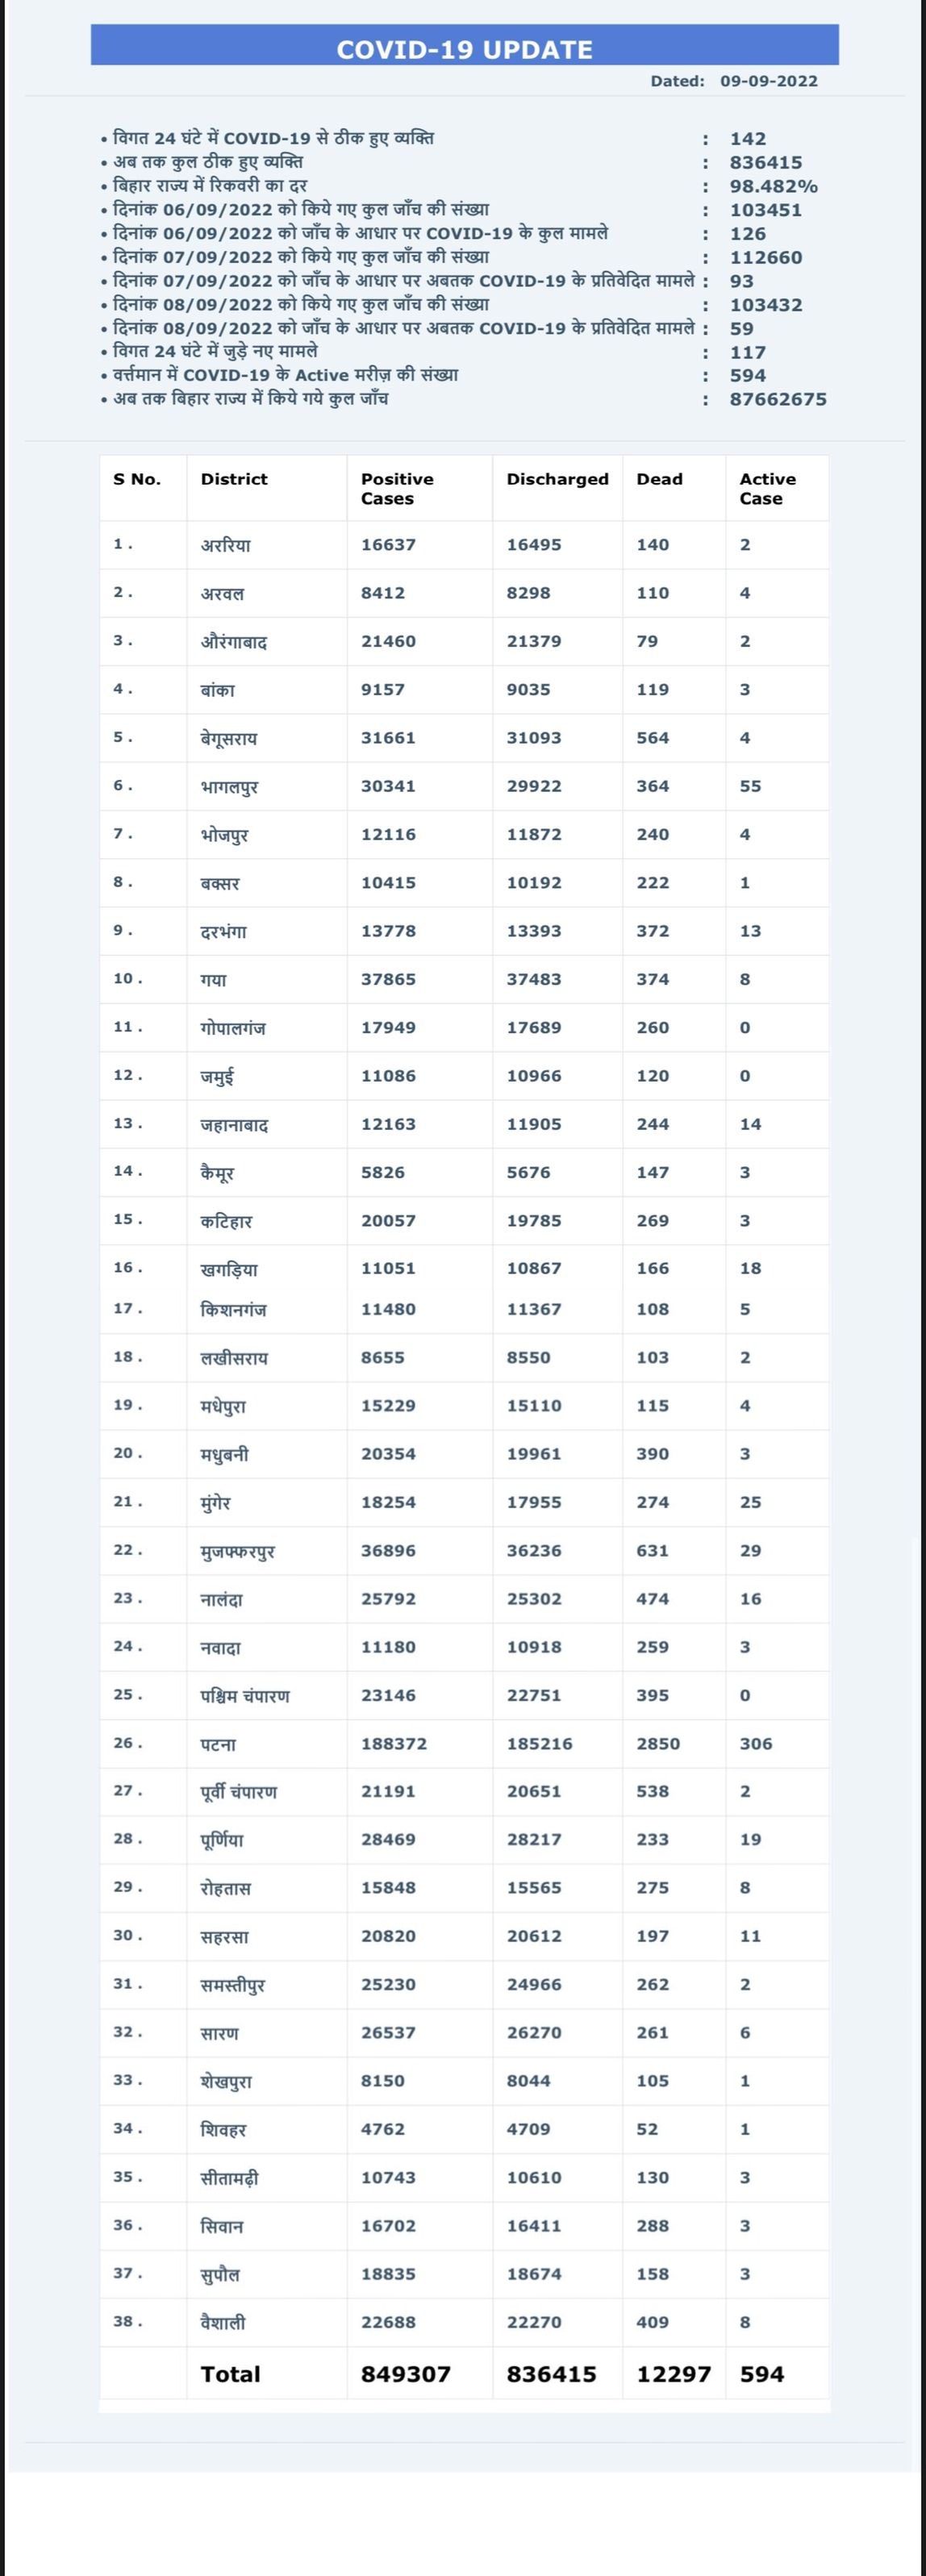 COVID-19 UPDATE
Dated: 09-09-2022
• विगत 24 घंटे में COVID-19 से ठीक हुए व्यक्ति : 142
• अब तक कुल ठीक हुए व्यक्ति : 836415
• बिहार राज्य में रिकवरी का दर : 98.482%
• दिनांक 06/09/2022 को किये गए कुल जाँच की संख्या : 103451
• दिनांक 06/09/2022 को जाँच के आधार पर COVID-19 के कुल मामले : 126
• दिनांक 07/09/2022 को किये गए कुल जाँच की संख्या : 112660
• दिनांक 07/09/2022 को जाँच के आधार पर अबतक COVID-19 के प्रतिवेदित मामले : 93
• दिनांक 08/09/2022 को किये गए कुल जाँच की संख्या : 103432
• दिनांक 08/09/2022 को जाँच के आधार पर अबतक COVID-19 के प्रतिवेदित मामले : 59
• विगत 24 घंटे में जुड़े नए मामले : 117
• वर्त्तमान में COVID-19 के Active मरीज़ की संख्या : 594
• अब तक बिहार राज्य में किये गये कुल जाँच : 87662675
S No. District Positive Cases Discharged Dead Active Case
1. अररिया 16637 16495 140 2
2. अरवल 8412 8298 110 4
3. औरंगाबाद 21460 21379 79 2
4. बांका 9157 9035 119 3
5. बेगूसराय 31661 31093 564 4
6. भागलपुर 30341 29922 364 55
7. भोजपुर 12116 11872 240 4
8. बक्सर 10415 10192 222 1
9. दरभंगा 13778 13393 372 13
10. गया 37865 37483 374 8
11. गोपालगंज 17949 17689 260 0
12. जमुई 11086 10966 120 0
13. जहानाबाद 12163 11905 244 14
14. कैमूर 5826 5676 147 3
15. कटिहार 20057 19785 269 3
16. खगड़िया 11051 10867 166 18
17. किशनगंज 11480 11367 108 5
18. लखीसराय 8655 8550 103 2
19. मधेपुरा 15229 15110 115 4
20. मधुबनी 20354 19961 390 3
21. मुंगेर 18254 17955 274 25
22. मुजफ्फरपुर 36896 36236 631 29
23. नालंदा 25792 25302 474 16
24. नवादा 11180 10918 259 3
25. पश्चिम चंपारण 23146 22751 395 0
26. पटना 188372 185216 2850 306
27. पूर्वी चंपारण 21191 20651 538 2
28. पूर्णिया 28469 28217 233 19
29. रोहतास 15848 15565 275 8
30. सहरसा 20820 20612 197 11
31. समस्तीपुर 25230 24966 262 2
32. सारण 26537 26270 261 6
33. शेखपुरा 8150 8044 105 1
34. शिवहर 4762 4709 52 1
35. सीतामढ़ी 10743 10610 130 3
36. सिवान 16702 16411 288 3
37. सुपौल 18835 18674 158 3
38. वैशाली 22688 22270 409 8
Total 849307 836415 12297 594